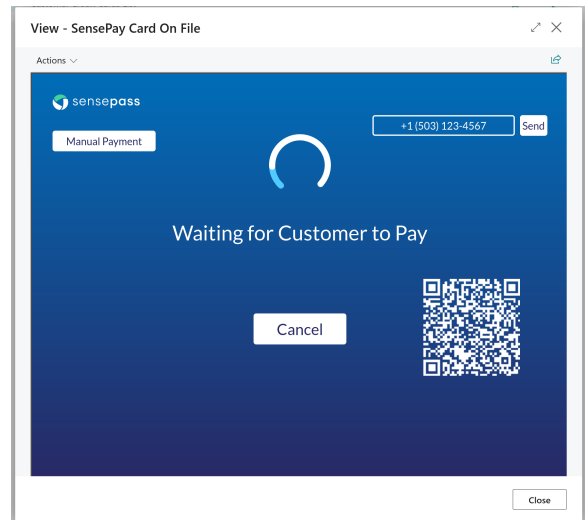 View - SensePay Card On File
Actions
sensepass
+1 (503) 123-4567 Send
Manual Payment
Waiting for Customer to Pay
Cancel
Close